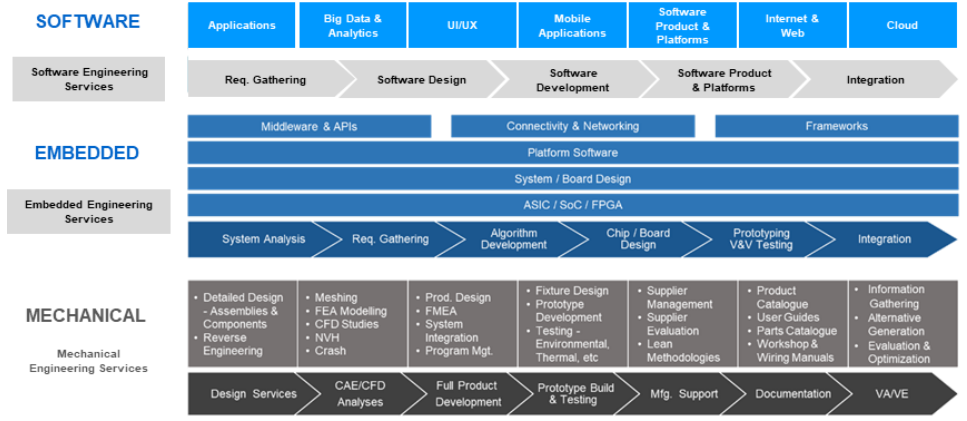 SOFTWARE
Applications
Big Data &
Analytics
UI/UX
Mobile
Applications
Software
Product &
Platforms
Internet &
Web
Cloud
Software Engineering
Services
Req. Gathering
Software Design
Software
Development
Software Product
& Platforms
Integration
EMBEDDED
Embedded Engineering
Services
Middleware & APIs
Connectivity & Networking
Frameworks
Platform Software
System / Board Design
ASIC / SoC / FPGA
System Analysis
Req. Gathering
Algorithm
Development
Chip / Board
Design
Prototyping
V&V Testing
Integration
MECHANICAL
Mechanical
Engineering Services
• Detailed Design
- Assemblies &
Components
• Reverse
Engineering
• Meshing
• FEA Modelling
• CFD Studies
• NVH
• Crash
• Prod. Design
• FMEA
• System
Integration
• Program Mgt.
• Fixture Design
• Prototype
Development
• Testing -
Environmental,
Thermal, etc
• Supplier
Management
• Supplier
Evaluation
• Lean
Methodologies
• Product
Catalogue
• User Guides
• Parts Catalogue
• Workshop &
Wiring Manuals
• Information
Gathering
• Alternative
Generation
• Evaluation &
Optimization
Design Services
CAE/CFD
Analyses
Full Product
Development
Prototype Build
& Testing
Mfg. Support
Documentation
VA/VE